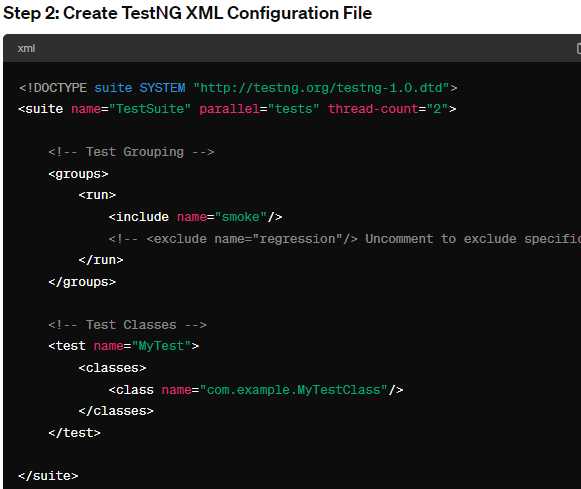 Step 2: Create TestNG XML Configuration File
xml
<!DOCTYPE suite SYSTEM "http://testng.org/testng-1.0.dtd">
<suite name="TestSuite" parallel="tests" thread-count="2">
<!-- Test Grouping -->
<groups>
<run>
<include name="smoke"/>
<!-- <exclude name="regression"/> Uncomment to exclude specific
</run>
</groups>
<!-- Test Classes -->
<test name="MyTest">
<classes>
<class name="com.example.MyTestClass"/>
</classes>
</test>
</suite>